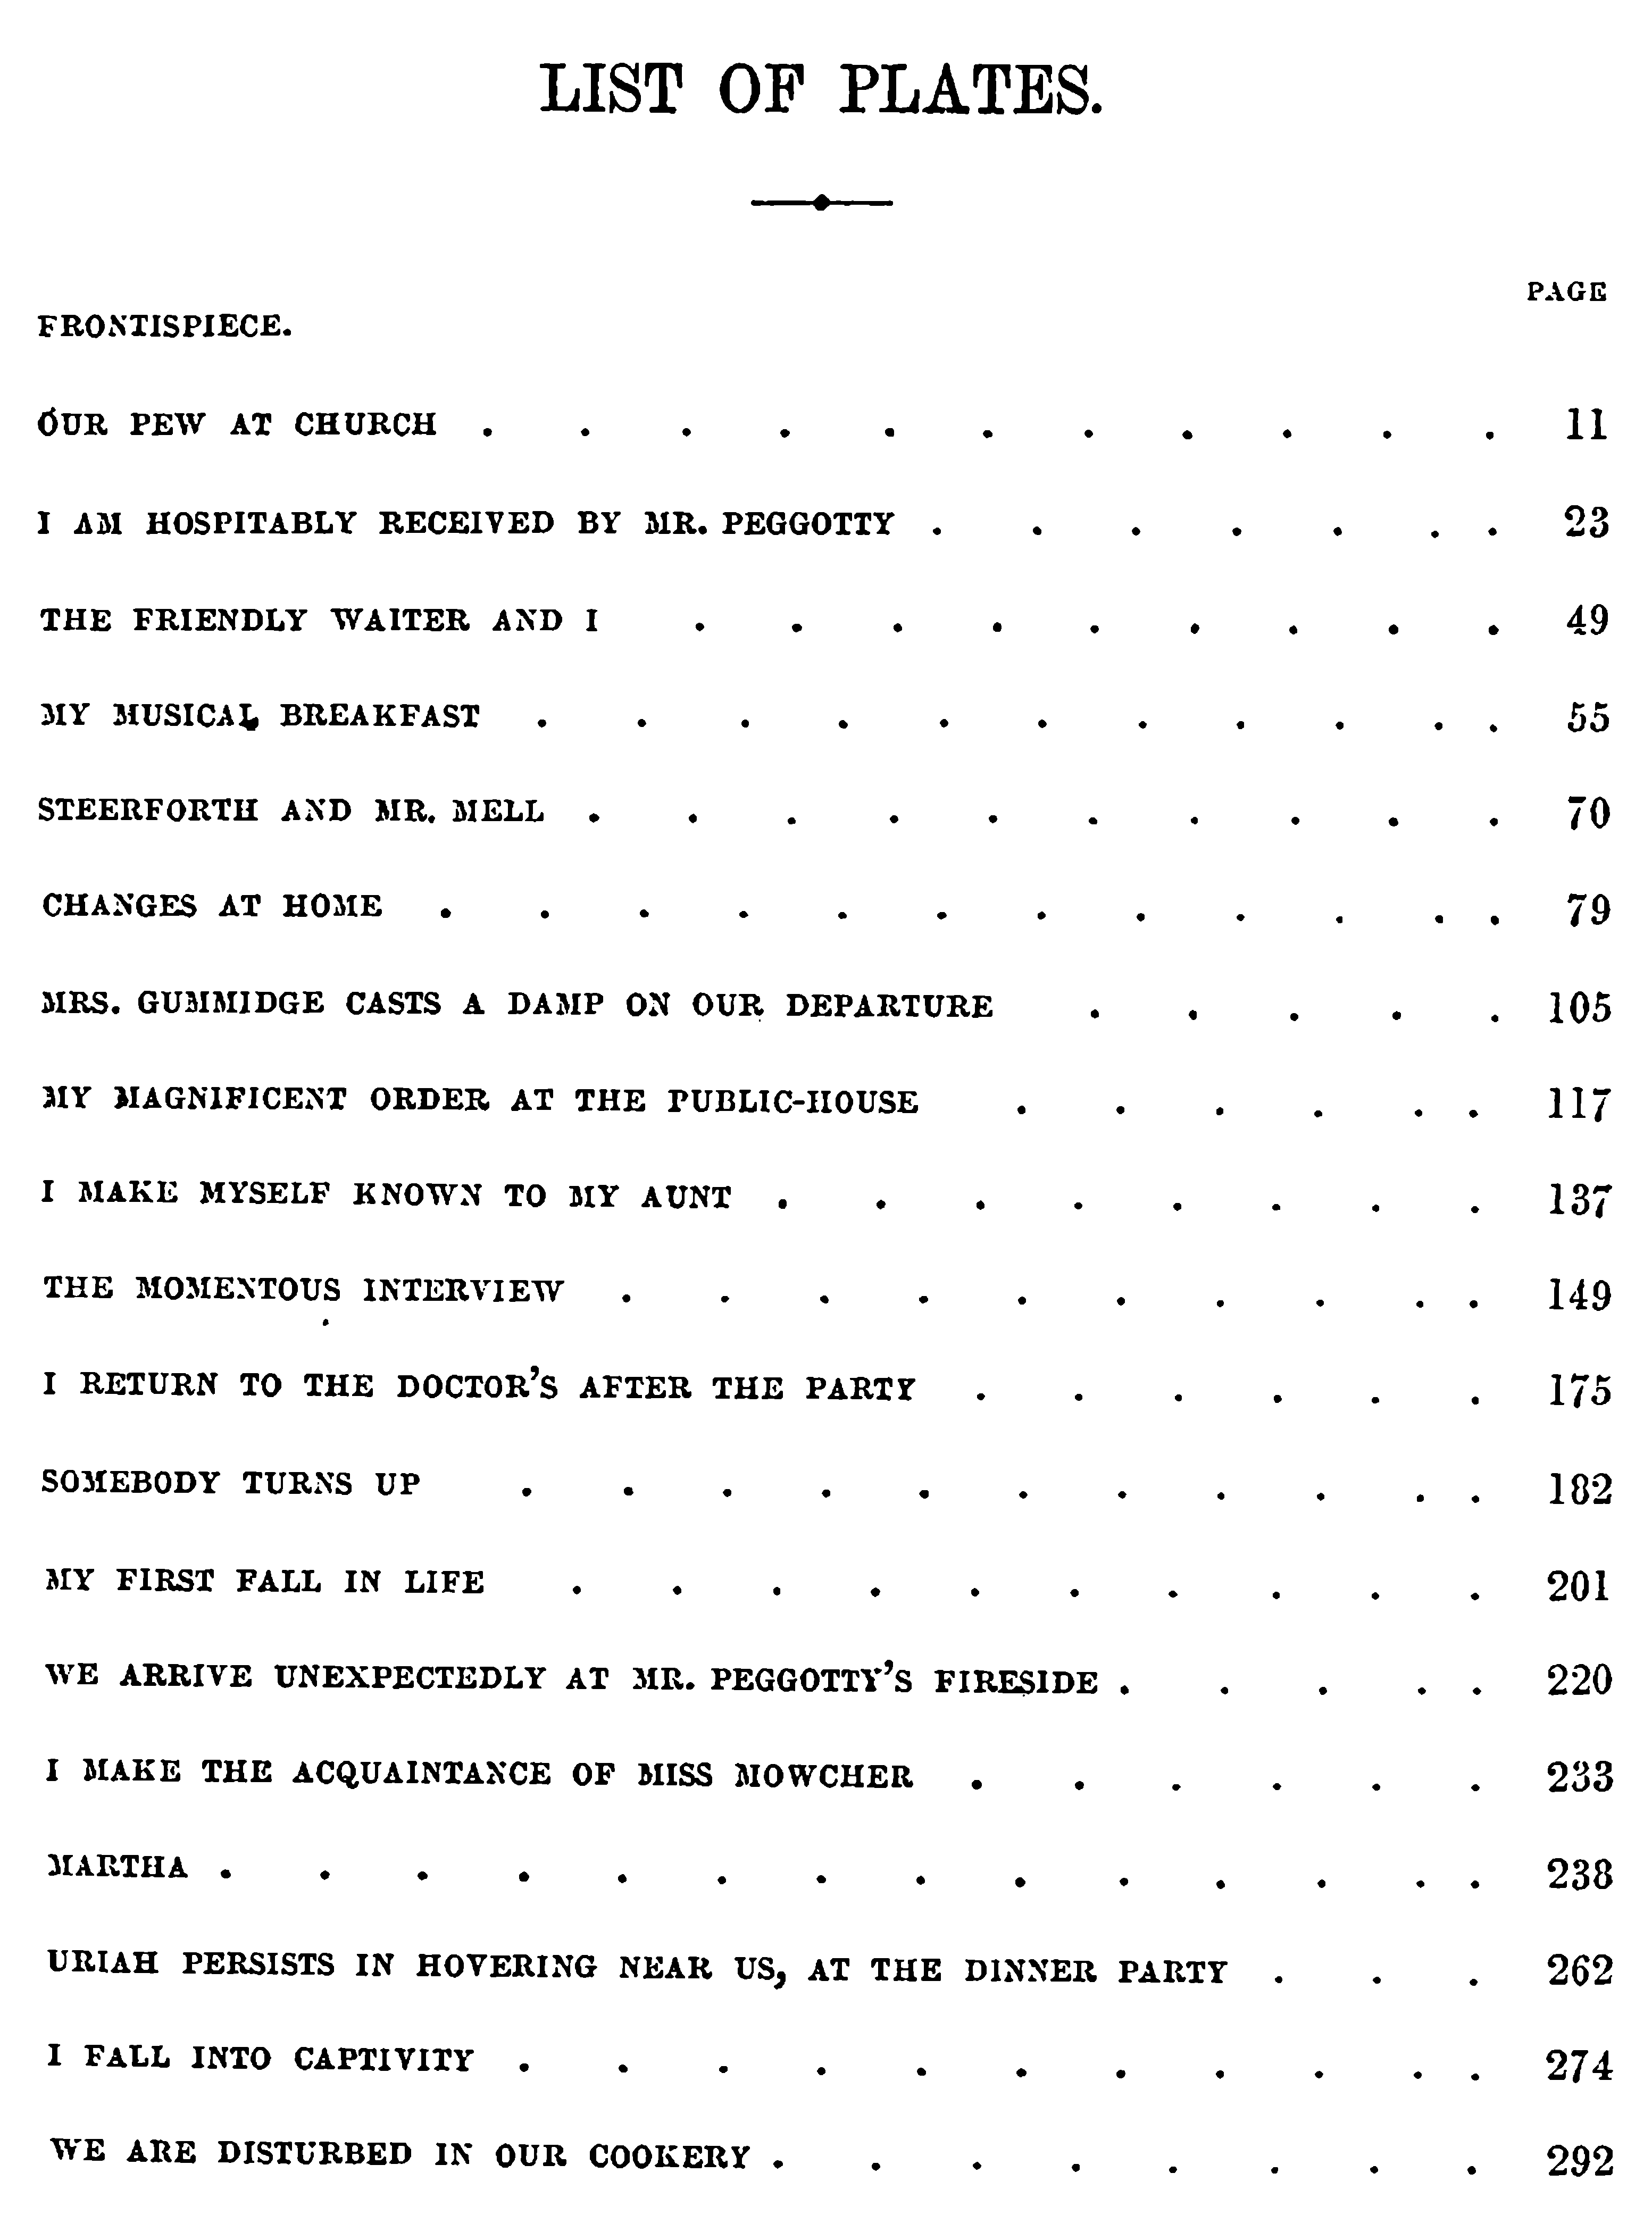 LIST OF PLATES.
PAGE
FRONTISPIECE.
OUR PEW AT CHURCH . . . . . . . . . . . 11
I AM HOSPITABLY RECEIVED BY MR. PEGGOTTY . . . . . . . 23
THE FRIENDLY WAITER AND I . . . . . . . . . 49
MY MUSICAL BREAKFAST . . . . . . . . . . . 55
STEERFORTH AND MR. MELL . . . . . . . . . . 70
CHANGES AT HOME . . . . . . . . . . . . 79
MRS. GUMMIDGE CASTS A DAMP ON OUR DEPARTURE . . . . . 105
MY MAGNIFICENT ORDER AT THE PUBLIC-HOUSE . . . . . . 117
I MAKE MYSELF KNOWN TO MY AUNT . . . . . . . . 137
THE MOMENTOUS INTERVIEW . . . . . . . . . . 149
I RETURN TO THE DOCTOR'S AFTER THE PARTY . . . . . . 175
SOMEBODY TURNS UP . . . . . . . . . . . 182
MY FIRST FALL IN LIFE . . . . . . . . . . 201
WE ARRIVE UNEXPECTEDLY AT MR. PEGGOTTY'S FIRESIDE . . . . . 220
I MAKE THE ACQUAINTANCE OF MISS MOWCHER . . . . . . 233
MARTHA . . . . . . . . . . . . . . 238
URIAH PERSISTS IN HOVERING NEAR US, AT THE DINNER PARTY . . . 262
I FALL INTO CAPTIVITY . . . . . . . . . . . 274
WE ARE DISTURBED IN OUR COOKERY . . . . . . . . 292